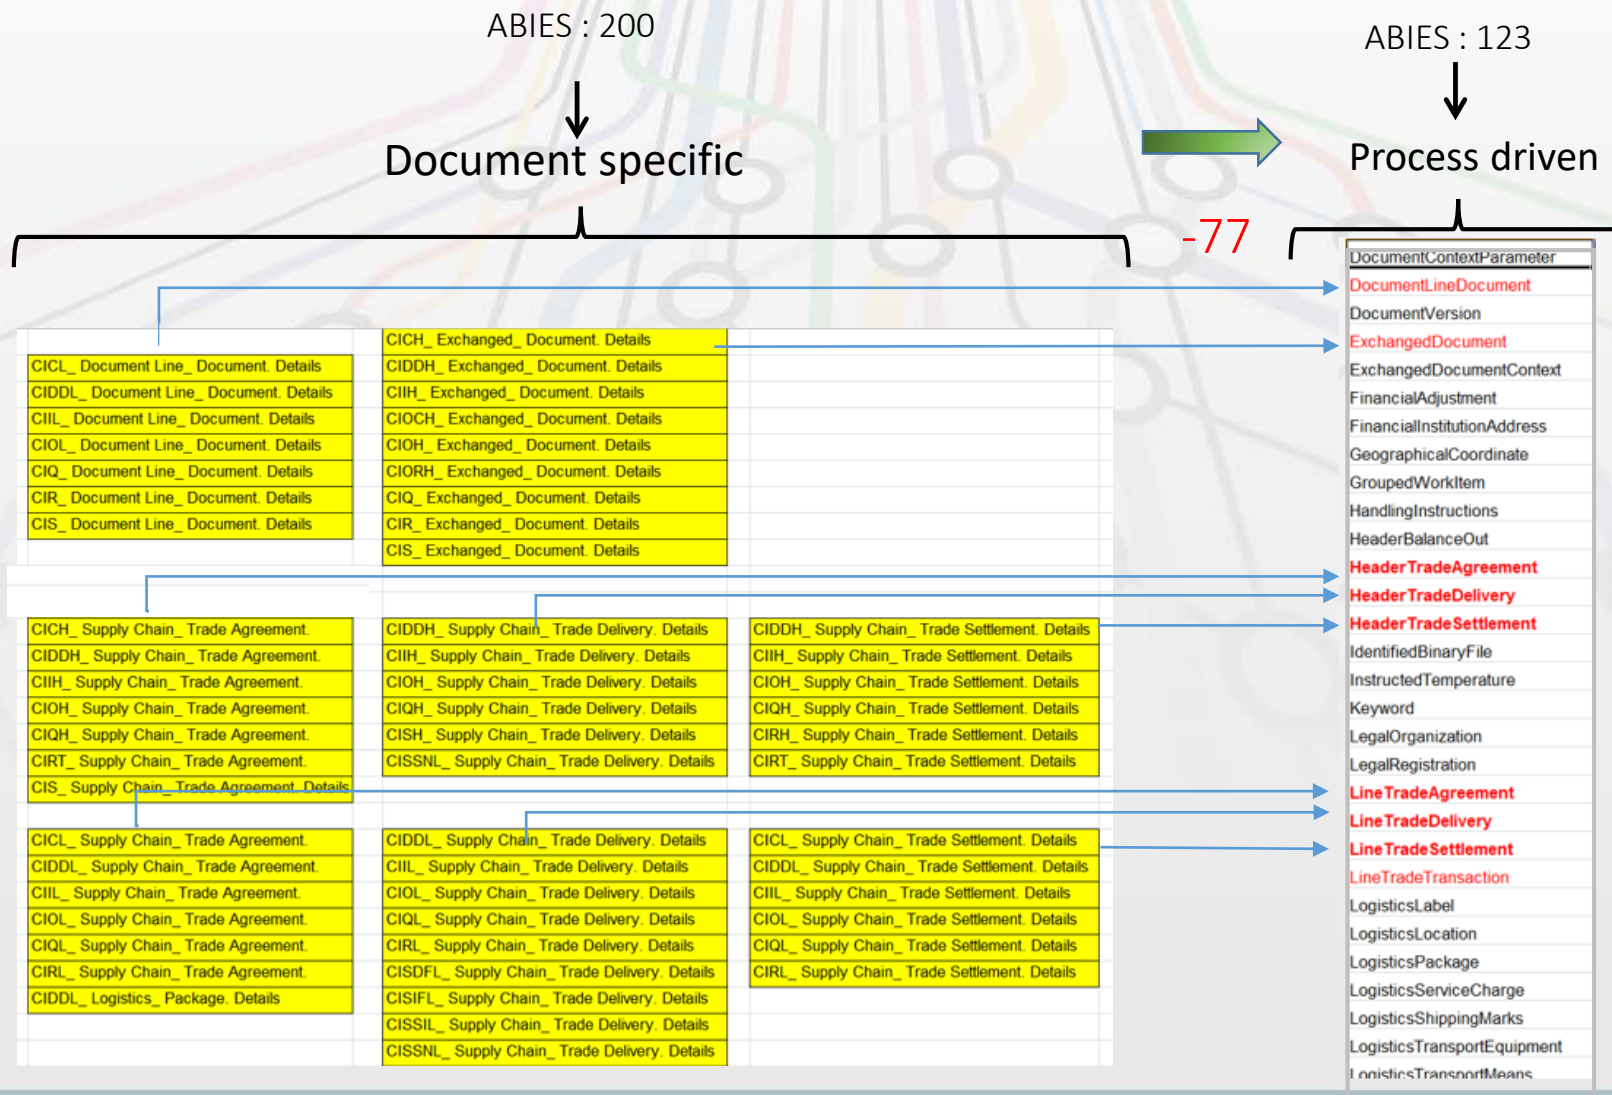 ABIES : 200
ABIES : 123
Document specific
Process driven
-77
CICL_ Document Line_ Document. Details
CIDDL_ Document Line_ Document. Details
CIIL_ Document Line_ Document. Details
CIOL_ Document Line_ Document. Details
CIQ_ Document Line_ Document. Details
CIR_ Document Line_ Document. Details
CIS_ Document Line_ Document. Details
CICH_ Exchanged_ Document. Details
CIDDH_ Exchanged_ Document. Details
CIIH_ Exchanged_ Document. Details
CIOCH_ Exchanged_ Document. Details
CIOH_ Exchanged_ Document. Details
CIORH_ Exchanged_ Document. Details
CIQ_ Exchanged_ Document. Details
CIR_ Exchanged_ Document. Details
CIS_ Exchanged_ Document. Details
CICH_ Supply Chain_ Trade Agreement.
CIDDH_ Supply Chain_ Trade Agreement.
CIIH_ Supply Chain_ Trade Agreement.
CIOH_ Supply Chain_ Trade Agreement.
CIQH_ Supply Chain_ Trade Agreement.
CIRT_ Supply Chain_ Trade Agreement.
CIS_ Supply Chain_ Trade Agreement. Details
CIDDH_ Supply Chain_ Trade Delivery. Details
CIIH_ Supply Chain_ Trade Delivery. Details
CIOH_ Supply Chain_ Trade Delivery. Details
CIQH_ Supply Chain_ Trade Delivery. Details
CISH_ Supply Chain_ Trade Delivery. Details
CISSNL_ Supply Chain_ Trade Delivery. Details
CIDDH_ Supply Chain_ Trade Settlement. Details
CIIH_ Supply Chain_ Trade Settlement. Details
CIOH_ Supply Chain_ Trade Settlement. Details
CIQH_ Supply Chain_ Trade Settlement. Details
CIRH_ Supply Chain_ Trade Settlement. Details
CIRT_ Supply Chain_ Trade Settlement. Details
CICL_ Supply Chain_ Trade Agreement.
CIDDL_ Supply Chain_ Trade Agreement.
CIIL_ Supply Chain_ Trade Agreement.
CIOL_ Supply Chain_ Trade Agreement.
CIQL_ Supply Chain_ Trade Agreement.
CIRL_ Supply Chain_ Trade Agreement.
CIDDL_ Logistics_ Package. Details
CIDDL_ Supply Chain_ Trade Delivery. Details
CIIL_ Supply Chain_ Trade Delivery. Details
CIOL_ Supply Chain_ Trade Delivery. Details
CIQL_ Supply Chain_ Trade Delivery. Details
CIRL_ Supply Chain_ Trade Delivery. Details
CISDFL_ Supply Chain_ Trade Delivery. Details
CISIFL_ Supply Chain_ Trade Delivery. Details
CISSIL_ Supply Chain_ Trade Delivery. Details
CISSNL_ Supply Chain_ Trade Delivery. Details
CICL_ Supply Chain_ Trade Settlement. Details
CIDDL_ Supply Chain_ Trade Settlement. Details
CIIL_ Supply Chain_ Trade Settlement. Details
CIOL_ Supply Chain_ Trade Settlement. Details
CIQL_ Supply Chain_ Trade Settlement. Details
CIRL_ Supply Chain_ Trade Settlement. Details
DocumentContextParameter
DocumentLineDocument
DocumentVersion
ExchangedDocument
ExchangedDocumentContext
FinancialAdjustment
FinancialInstitutionAddress
GeographicalCoordinate
GroupedWorkItem
HandlingInstructions
HeaderBalanceOut
HeaderTradeAgreement
HeaderTradeDelivery
HeaderTradeSettlement
IdentifiedBinaryFile
InstructedTemperature
Keyword
LegalOrganization
LegalRegistration
LineTradeAgreement
LineTradeDelivery
LineTradeSettlement
LineTradeTransaction
LogisticsLabel
LogisticsLocation
LogisticsPackage
LogisticsServiceCharge
LogisticsShippingMarks
LogisticsTransportEquipment
LogisticsTransportMeans